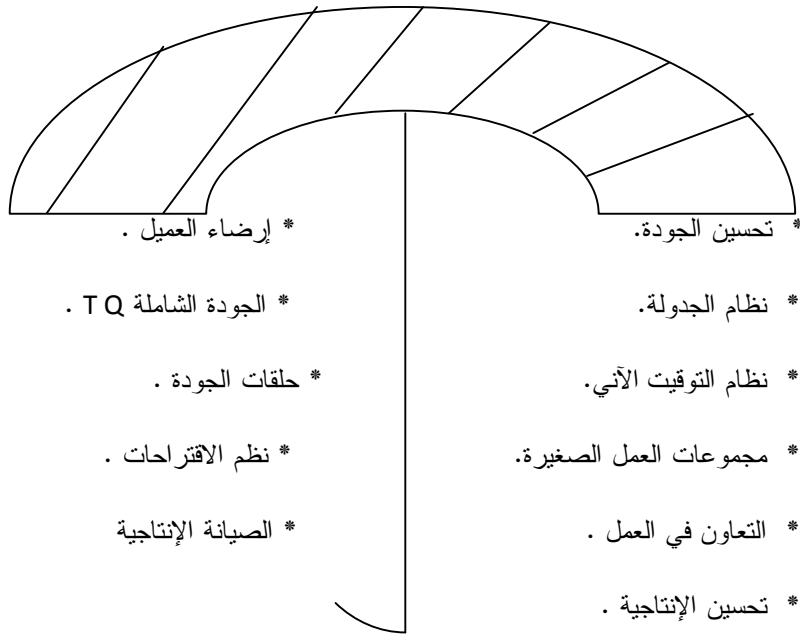 * تحسين الجودة.
* إرضاء العميل .
* نظام الجدولة.
* الجودة الشاملة T Q .
* نظام التوقيت الآني.
* حلقات الجودة .
* مجموعات العمل الصغيرة.
* نظم الاقتراحات .
* التعاون في العمل .
* الصيانة الإنتاجية
* تحسين الإنتاجية .